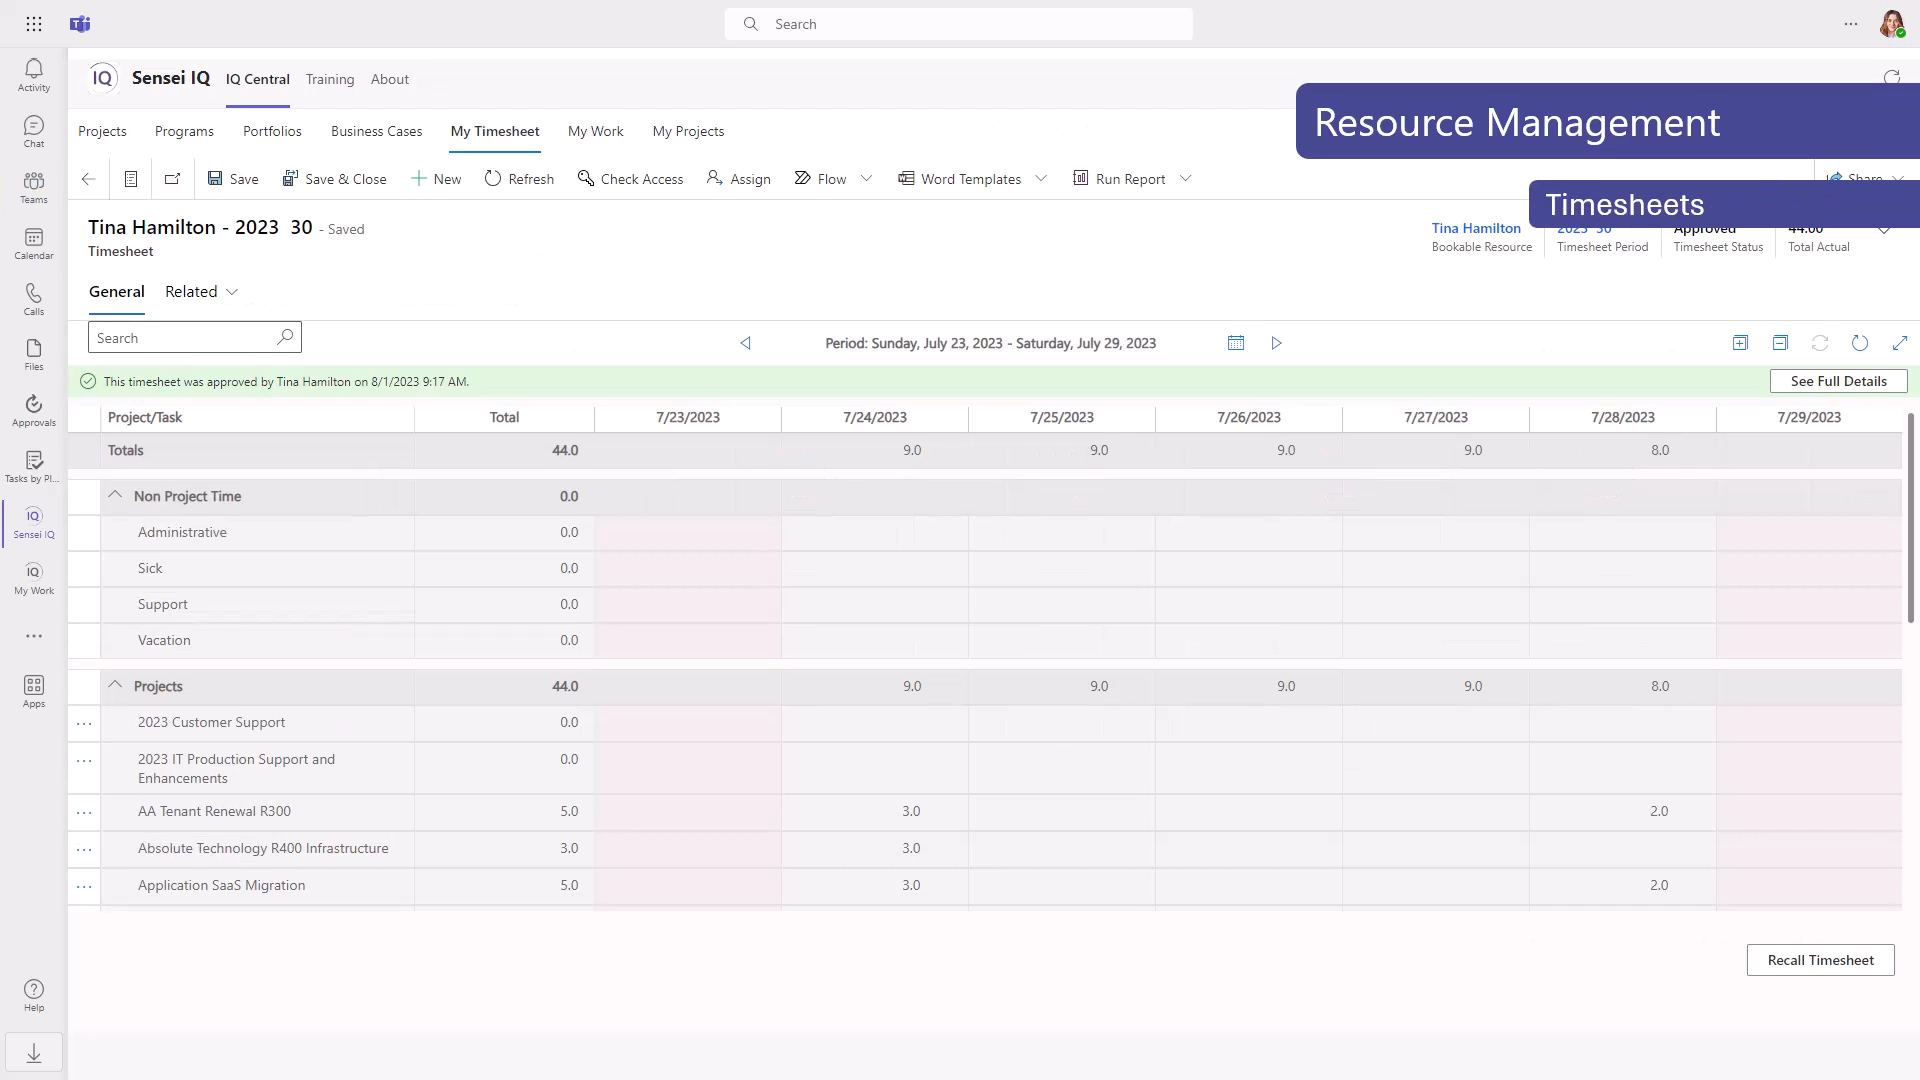 Search
Activity
Chat
Teams
Calendar
Calls
Files
Approvals
Tasks by Pl...
IQ
Sensei IQ
IQ
My Work
Apps
Help
IQ Sensei IQ IQ Central Training About
Resource Management
Projects Programs Portfolios Business Cases My Timesheet My Work My Projects
Save Save & Close New Refresh Check Access Assign Flow Word Templates Run Report Share
Timesheets
Tina Hamilton - 2023 30 - Saved
Timesheet
Tina Hamilton 2023 30 Approved 44.00
Bookable Resource Timesheet Period Timesheet Status Total Actual
General Related
Search Period: Sunday, July 23, 2023 - Saturday, July 29, 2023
This timesheet was approved by Tina Hamilton on 8/1/2023 9:17 AM. See Full Details
Project/Task Total 7/23/2023 7/24/2023 7/25/2023 7/26/2023 7/27/2023 7/28/2023 7/29/2023
Totals 44.0 9.0 9.0 9.0 9.0 8.0
Non Project Time 0.0
Administrative 0.0
Sick 0.0
Support 0.0
Vacation 0.0
Projects 44.0 9.0 9.0 9.0 9.0 8.0
2023 Customer Support 0.0
2023 IT Production Support and 0.0
Enhancements
AA Tenant Renewal R300 5.0 3.0 2.0
Absolute Technology R400 Infrastructure 3.0 3.0
Application SaaS Migration 5.0 3.0 2.0
Recall Timesheet